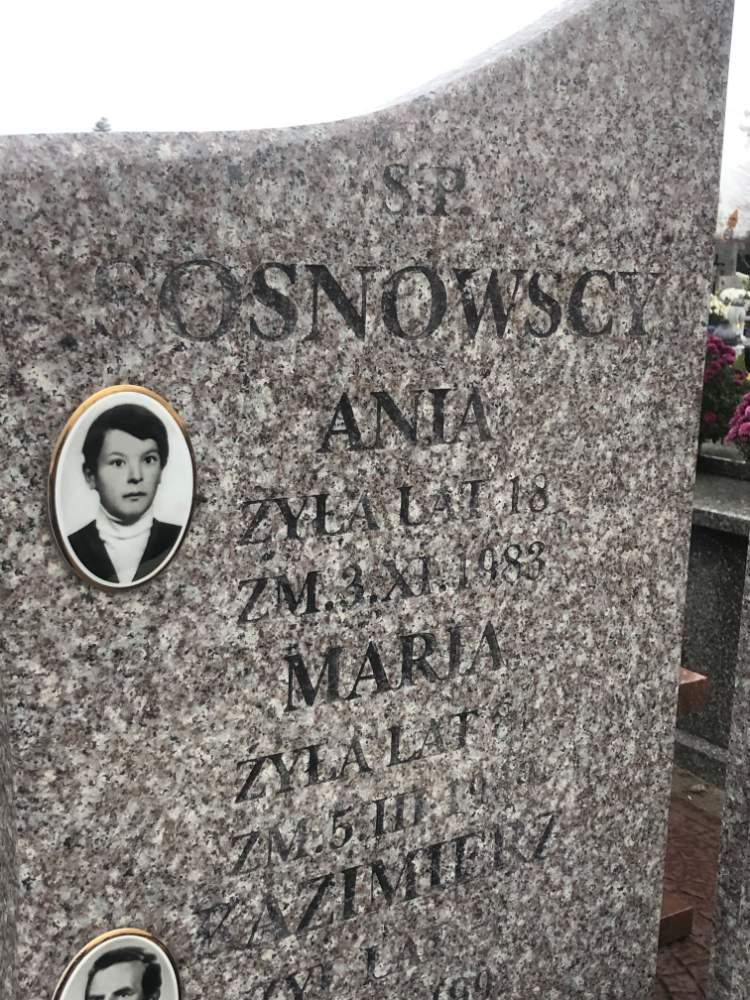 Ś.P.
SOSNOWSCY
ANIA
ŻYŁA LAT 18
ZM.3.XI.1983
MARIA
ŻYŁA LAT
ZM.5.III.
KAZIMIERZ